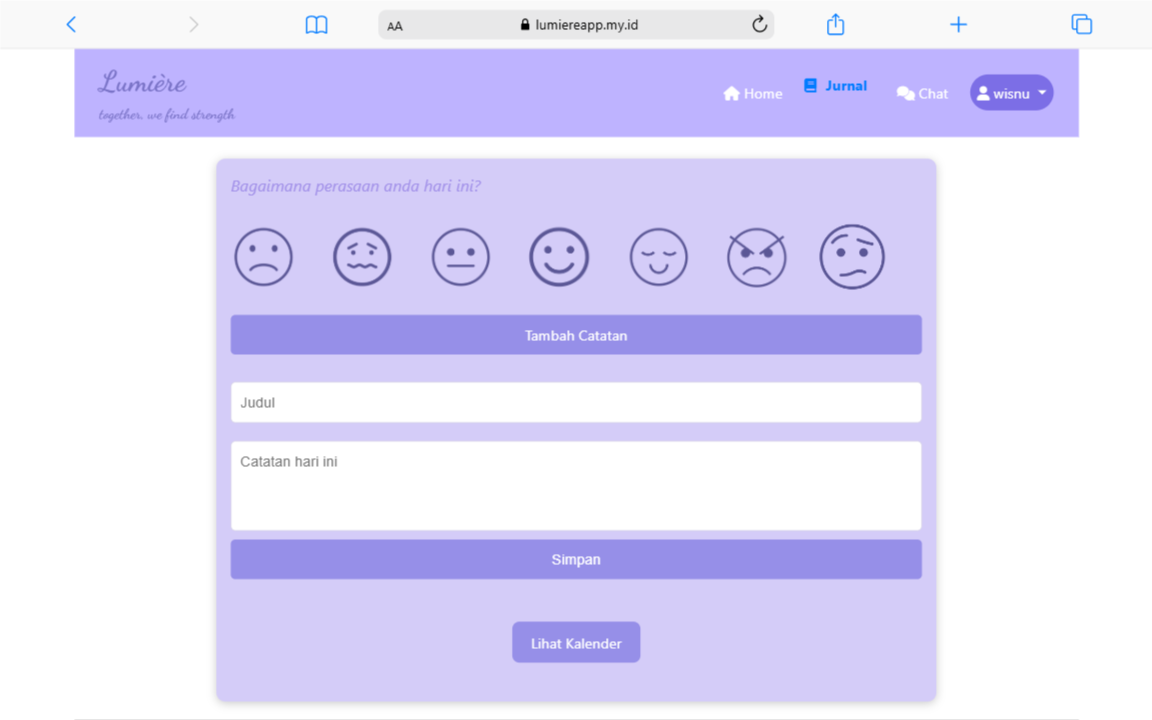 AA lumiereapp.my.id
Lumière
together, we find strength
Home Jurnal Chat wisnu
Bagaimana perasaan anda hari ini?
Tambah Catatan
Judul
Catatan hari ini
Simpan
Lihat Kalender